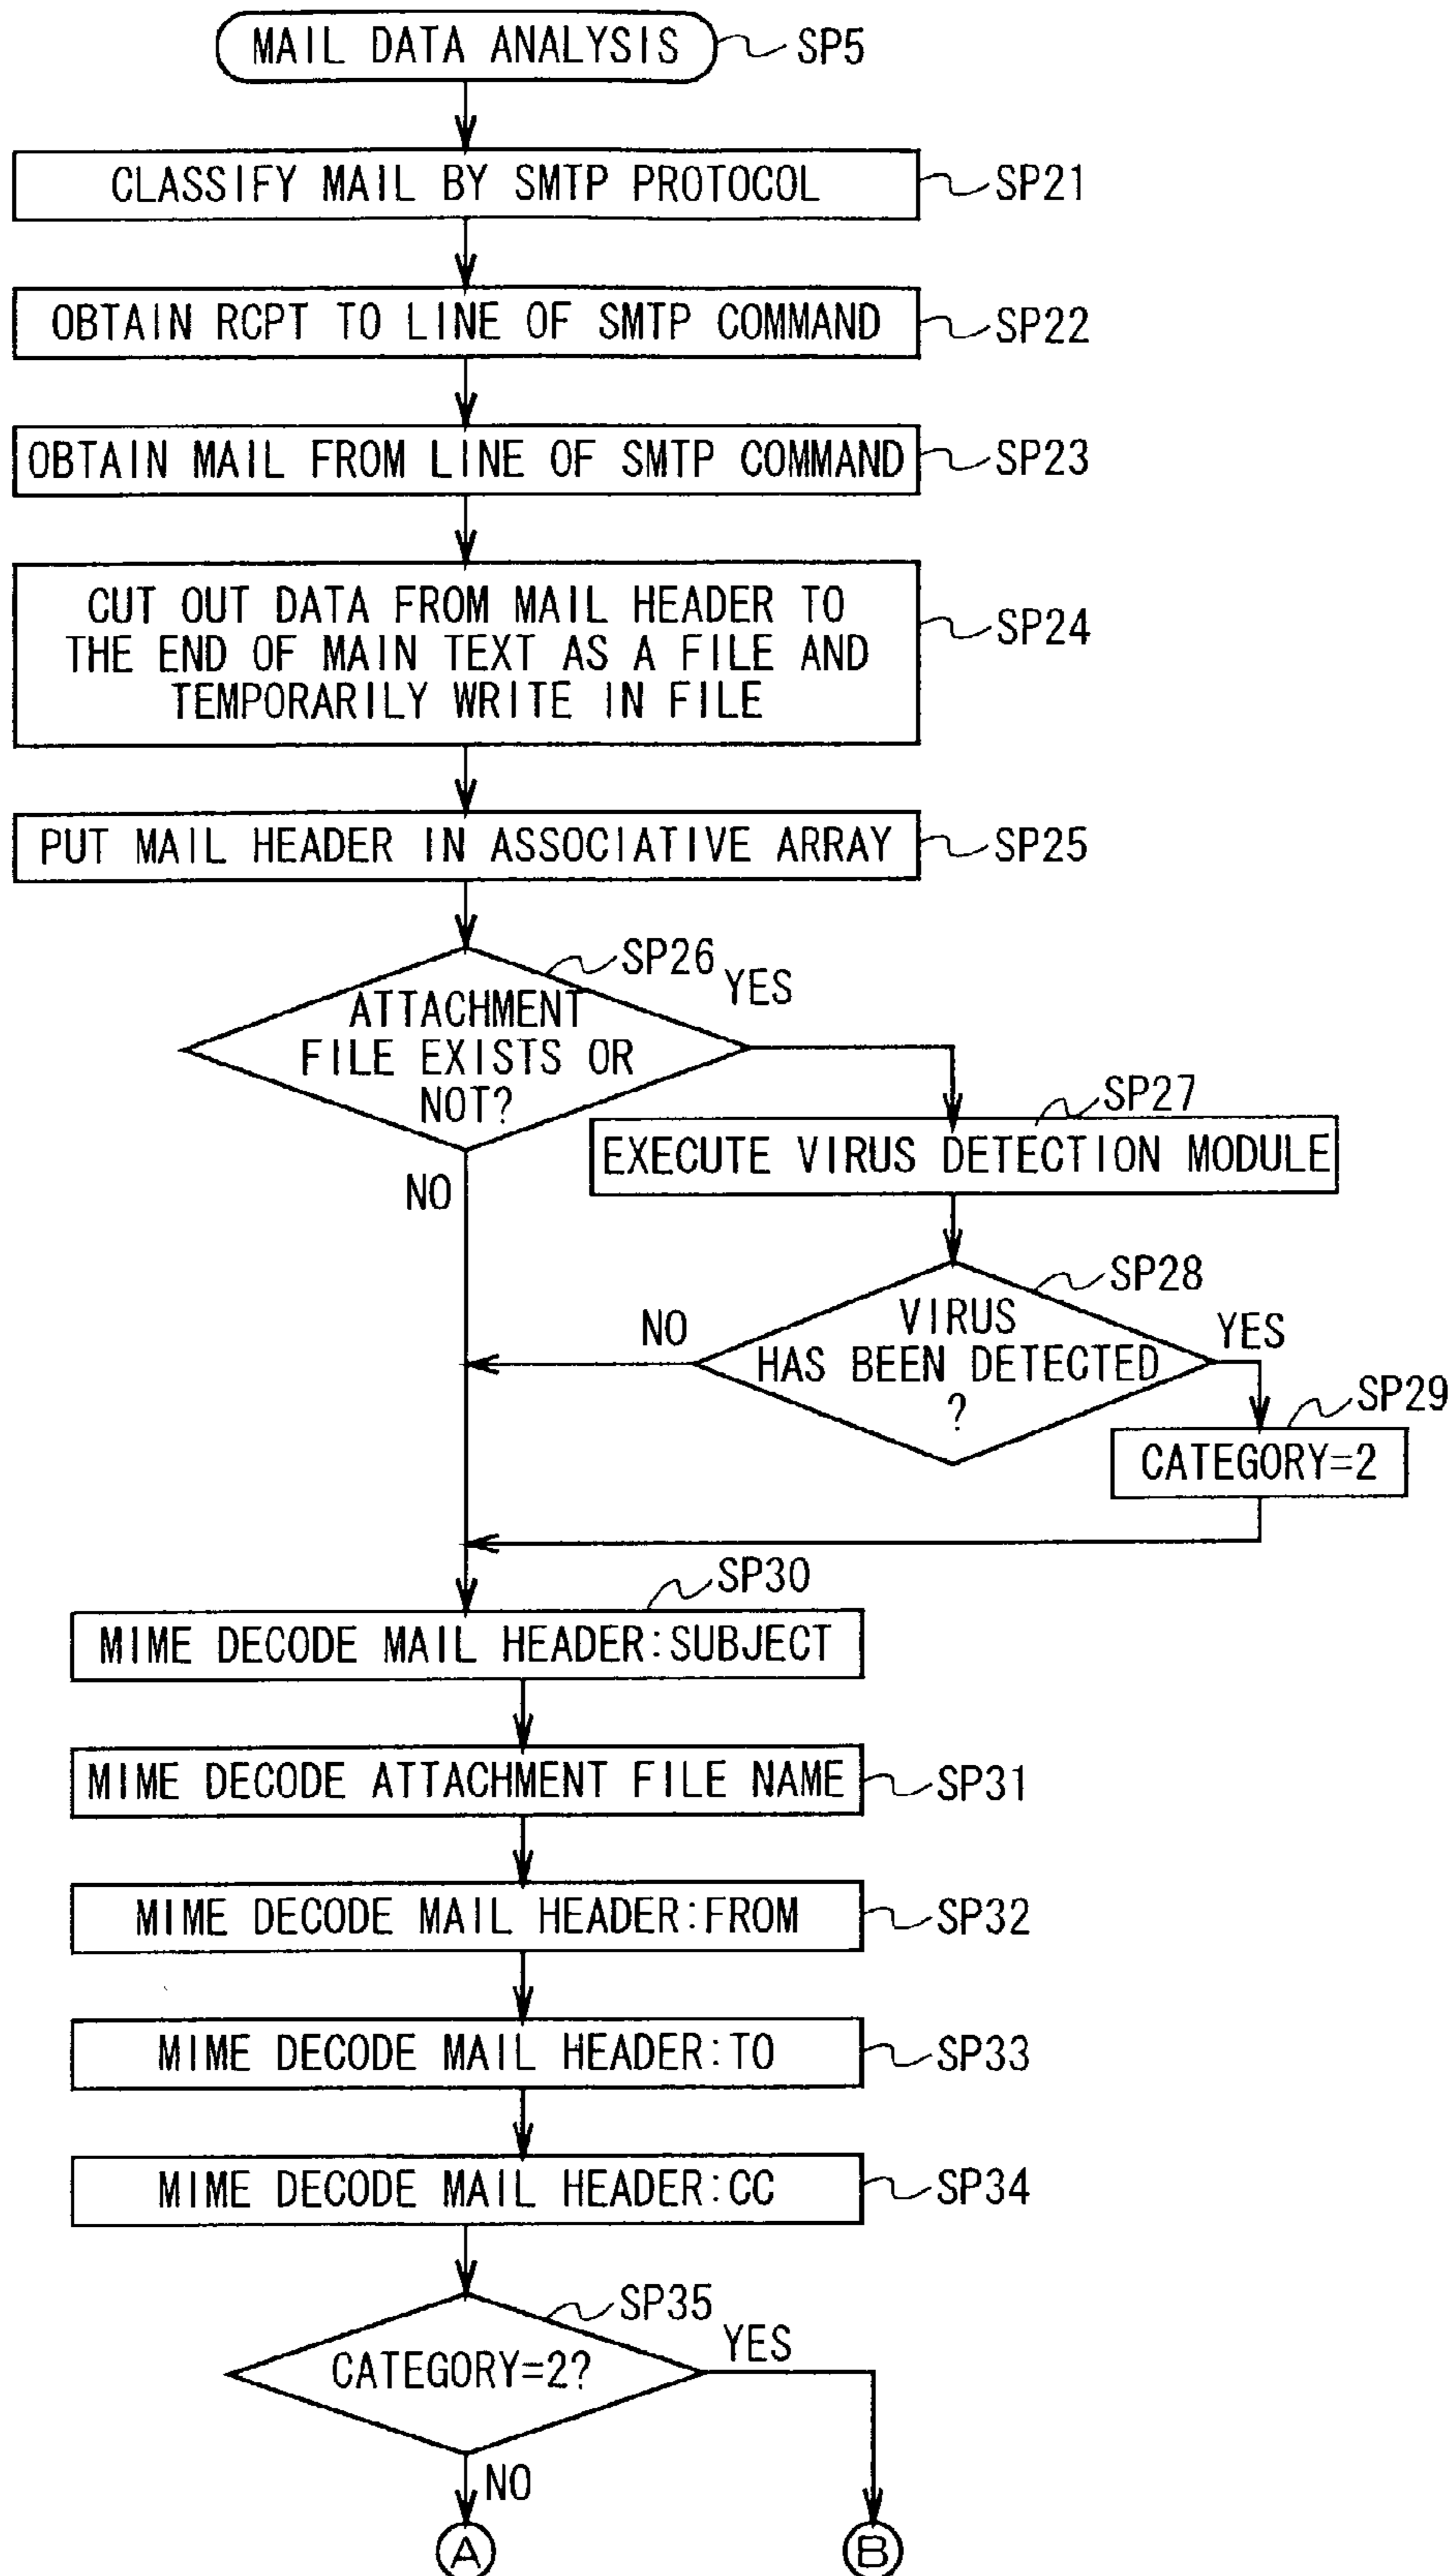 MAIL DATA ANALYSIS
SP5
CLASSIFY MAIL BY SMTP PROTOCOL
SP21
OBTAIN RCPT TO LINE OF SMTP COMMAND
SP22
OBTAIN MAIL FROM LINE OF SMTP COMMAND
SP23
CUT OUT DATA FROM MAIL HEADER TO
THE END OF MAIN TEXT AS A FILE AND
TEMPORARILY WRITE IN FILE
SP24
PUT MAIL HEADER IN ASSOCIATIVE ARRAY
SP25
SP26
YES
ATTACHMENT
FILE EXISTS OR
NOT?
NO
SP27
EXECUTE VIRUS DETECTION MODULE
SP28
NO
VIRUS
HAS BEEN DETECTED
?
YES
SP29
CATEGORY=2
SP30
MIME DECODE MAIL HEADER:SUBJECT
MIME DECODE ATTACHMENT FILE NAME
SP31
MIME DECODE MAIL HEADER:FROM
SP32
MIME DECODE MAIL HEADER:TO
SP33
MIME DECODE MAIL HEADER:CC
SP34
SP35
YES
CATEGORY=2?
NO
A
B